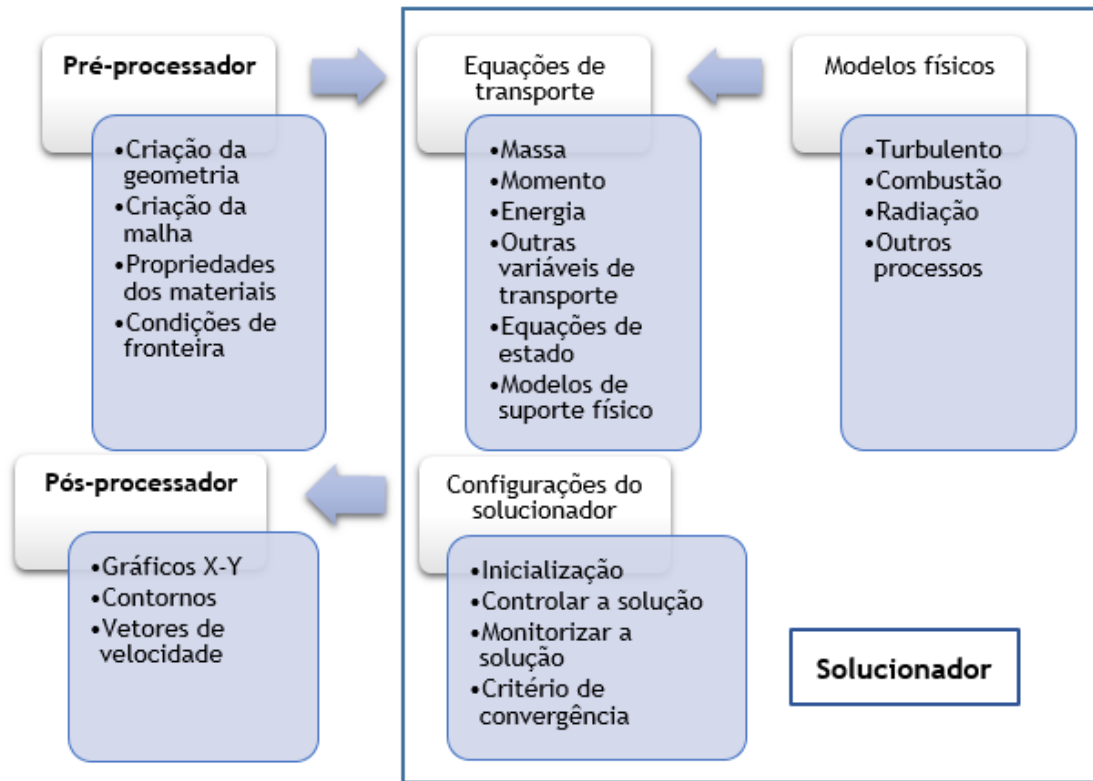 Pré-processador
•Criação da
geometria
•Criação da
malha
•Propriedades
dos materiais
•Condições de
fronteira
Equações de
transporte
•Massa
•Momento
•Energia
•Outras
variáveis de
transporte
•Equações de
estado
•Modelos de
suporte físico
Modelos físicos
•Turbulento
•Combustão
•Radiação
•Outros
processos
Pós-processador
•Gráficos X-Y
•Contornos
•Vetores de
velocidade
Configurações do
solucionador
•Inicialização
•Controlar a solução
•Monitorizar a
solução
•Critério de
convergência
Solucionador